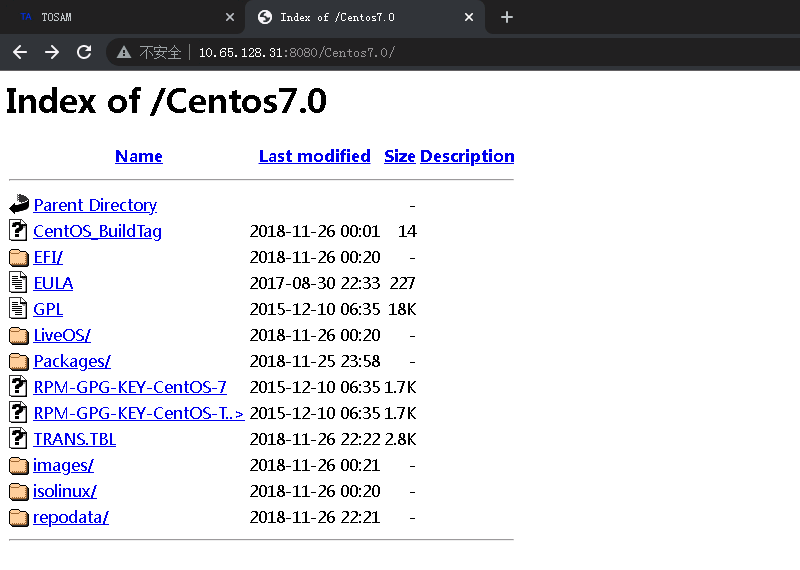 TA TOSAM
Index of /Centos7.0
不安全 10.65.128.31:8080/Centos7.0/
Index of /Centos7.0
Name Last modified Size Description
Parent Directory -
CentOS_BuildTag 2018-11-26 00:01 14
EFI/ 2018-11-26 00:20 -
EULA 2017-08-30 22:33 227
GPL 2015-12-10 06:35 18K
LiveOS/ 2018-11-26 00:20 -
Packages/ 2018-11-25 23:58 -
RPM-GPG-KEY-CentOS-7 2015-12-10 06:35 1.7K
RPM-GPG-KEY-CentOS-T..> 2015-12-10 06:35 1.7K
TRANS.TBL 2018-11-26 22:22 2.8K
images/ 2018-11-26 00:21 -
isolinux/ 2018-11-26 00:20 -
repodata/ 2018-11-26 22:21 -